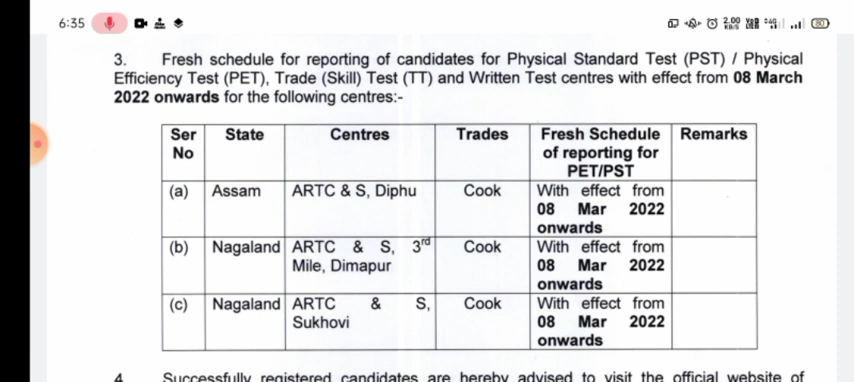 6:35
2.00 KB/S
80
3. Fresh schedule for reporting of candidates for Physical Standard Test (PST) / Physical
Efficiency Test (PET), Trade (Skill) Test (TT) and Written Test centres with effect from 08 March
2022 onwards for the following centres:-
Ser No State Centres Trades Fresh Schedule of reporting for PET/PST Remarks
(a) Assam ARTC & S, Diphu Cook With effect from
08 Mar 2022
onwards
(b) Nagaland ARTC & S, 3rd Cook With effect from
Mile, Dimapur 08 Mar 2022
onwards
(c) Nagaland ARTC & S, Cook With effect from
Sukhovi 08 Mar 2022
onwards
4. Successfully registered candidates are hereby advised to visit the official website of